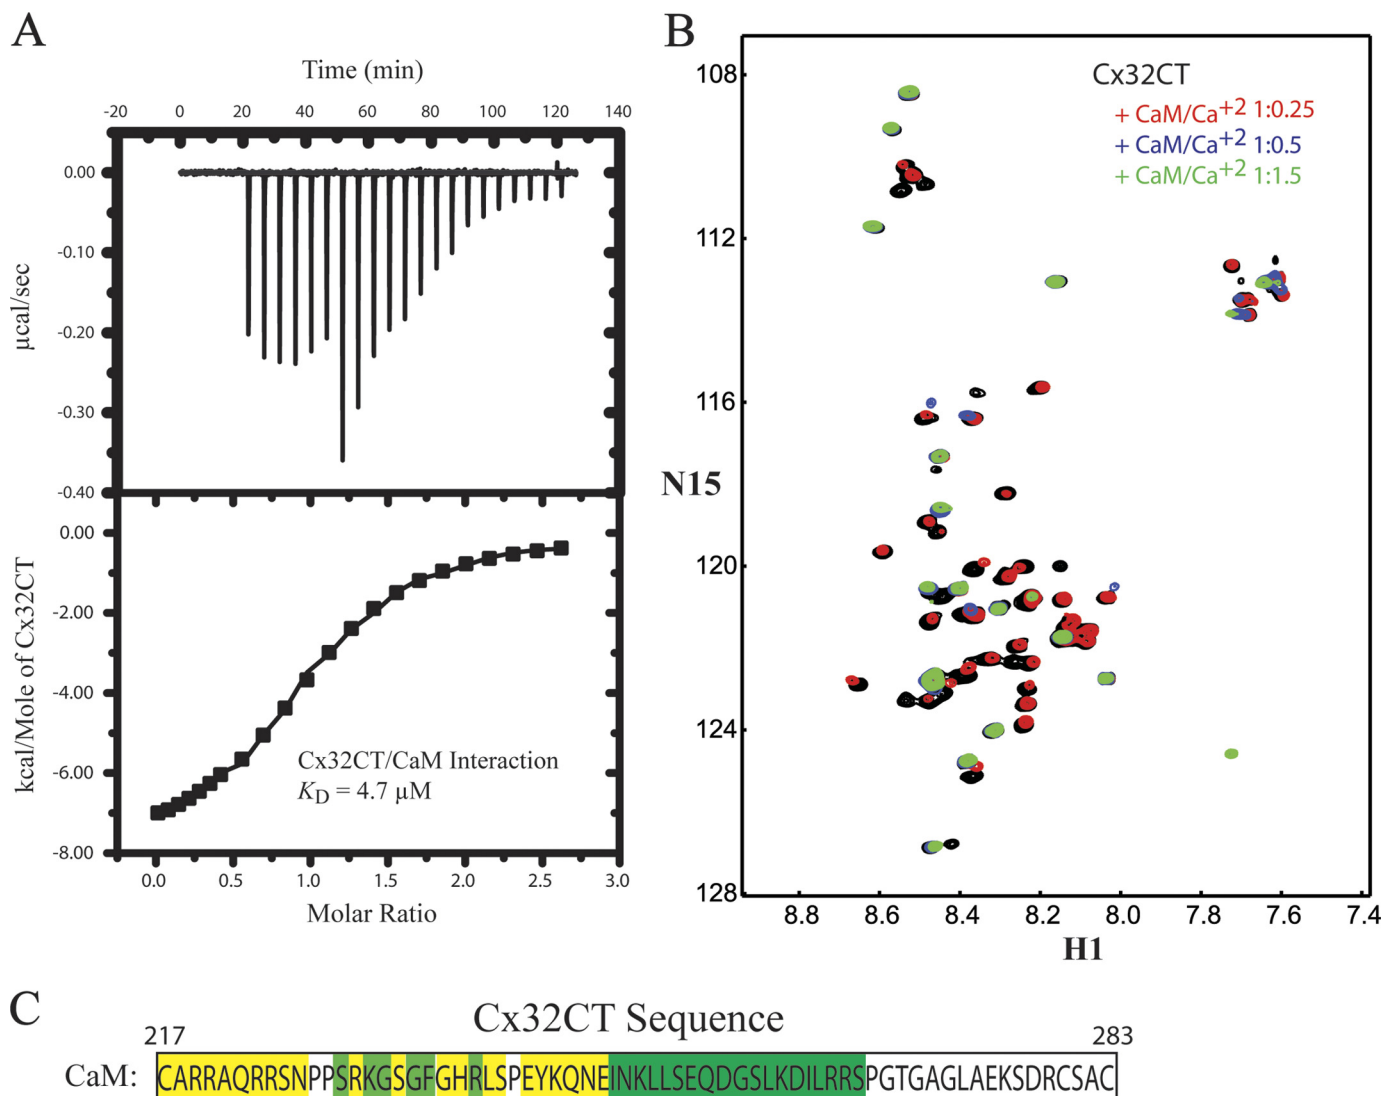 A
Time (min)
-20 0 20 40 60 80 100 120 140
0.00
-0.10
-0.20
-0.30
-0.40
µcal/sec
0.00
-2.00
-4.00
-6.00
-8.00
kcal/Mole of Cx32CT
Cx32CT/CaM Interaction
KD = 4.7 µM
0.0 0.5 1.0 1.5 2.0 2.5 3.0
Molar Ratio
B
108
112
116
120
124
128
N15
Cx32CT
+ CaM/Ca+2 1:0.25
+ CaM/Ca+2 1:0.5
+ CaM/Ca+2 1:1.5
8.8 8.6 8.4 8.2 8.0 7.8 7.6 7.4
H1
C
Cx32CT Sequence
217 283
CaM: CARRAQRRSNPPSRKGSGFGHRLSPEYKQNEINKLLSEQDGSLKDILRRSPGTGAGLAEKSDRCSAC